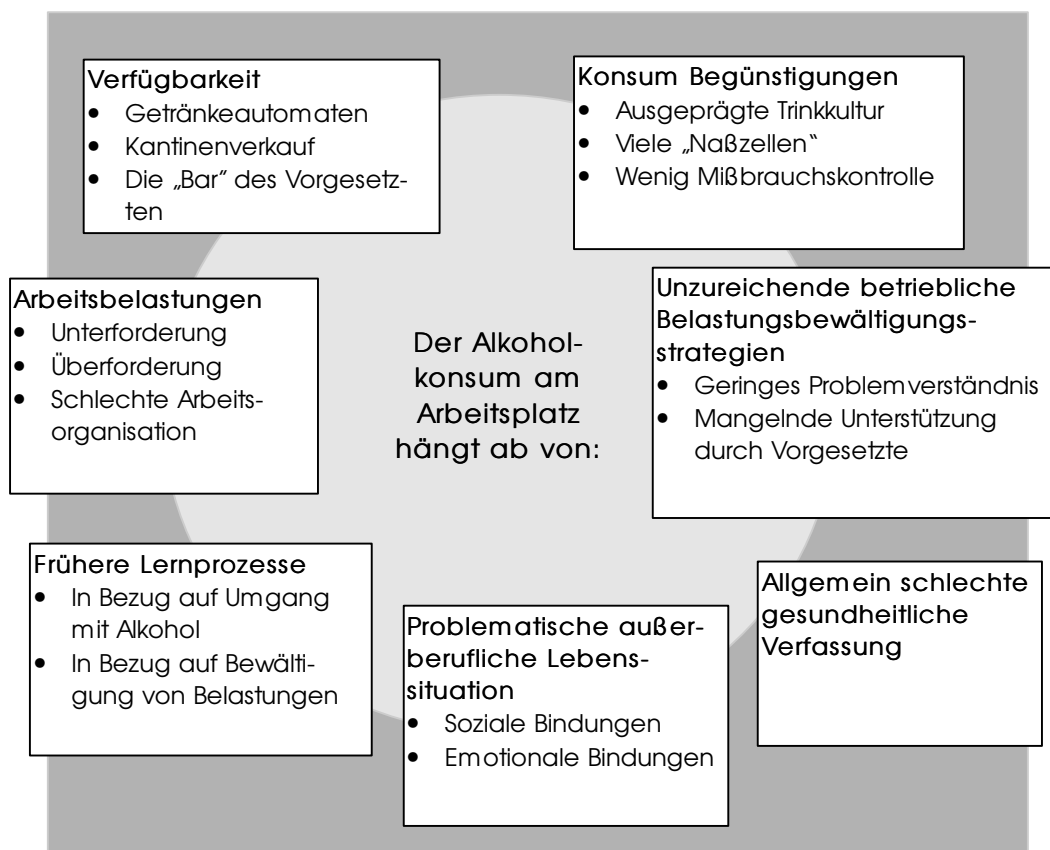 Verfügbarkeit
• Getränkeautomaten
• Kantinenverkauf
• Die „Bar“ des Vorgesetz-
ten
Konsum Begünstigungen
• Ausgeprägte Trinkkultur
• Viele „Naßzellen“
• Wenig Mißbrauchskontrolle
Arbeitsbelastungen
• Unterforderung
• Überforderung
• Schlechte Arbeits-
organisation
Der Alkohol-
konsum am
Arbeitsplatz
hängt ab von:
Unzureichende betriebliche
Belastungsbewältigungs-
strategien
• Geringes Problemverständnis
• Mangelnde Unterstützung
durch Vorgesetzte
Frühere Lernprozesse
• In Bezug auf Umgang
mit Alkohol
• In Bezug auf Bewälti-
gung von Belastungen
Problematische außer-
berufliche Lebens-
situation
• Soziale Bindungen
• Emotionale Bindungen
Allgemein schlechte
gesundheitliche
Verfassung